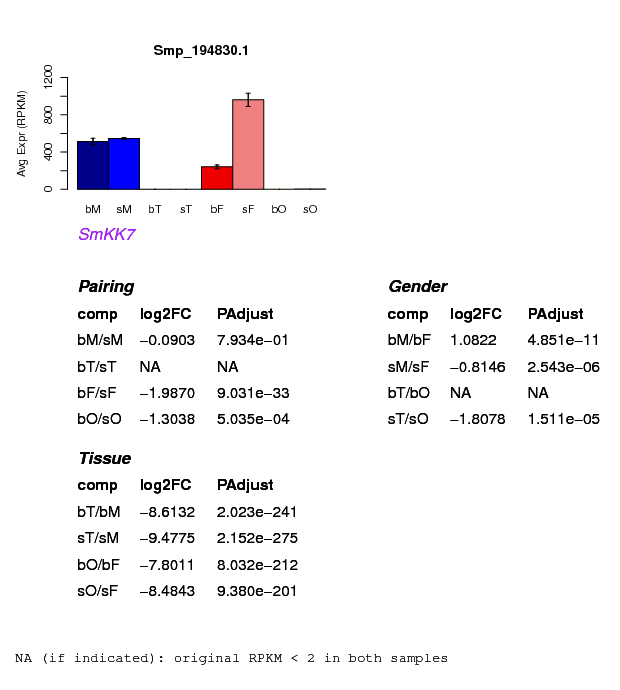 Smp_194830.1
Avg Expr (RPKM)
0 400 800 1200
bM sM bT sT bF sF bO sO
SmKK7
Pairing
comp log2FC PAdjust
bM/sM −0.0903 7.934e−01
bT/sT NA NA
bF/sF −1.9870 9.031e−33
bO/sO −1.3038 5.035e−04
Gender
comp log2FC PAdjust
bM/bF 1.0822 4.851e−11
sM/sF −0.8146 2.543e−06
bT/bO NA NA
sT/sO −1.8078 1.511e−05
Tissue
comp log2FC PAdjust
bT/bM −8.6132 2.023e−241
sT/sM −9.4775 2.152e−275
bO/bF −7.8011 8.032e−212
sO/sF −8.4843 9.380e−201
NA (if indicated): original RPKM < 2 in both samples